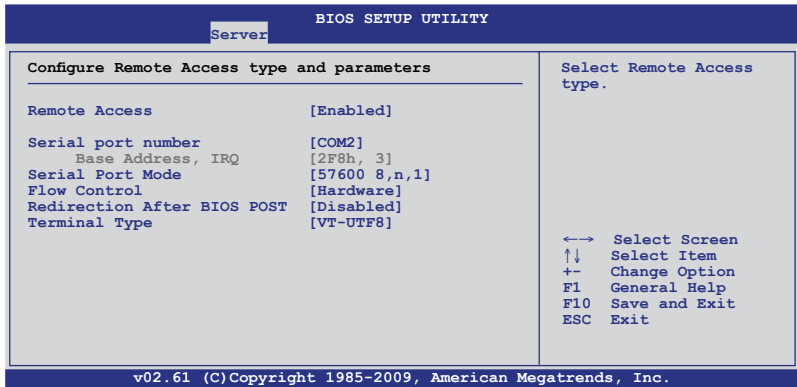 BIOS SETUP UTILITY
Server
Configure Remote Access type and parameters
Remote Access [Enabled]
Serial port number [COM2]
Base Address, IRQ [2F8h, 3]
Serial Port Mode [57600 8,n,1]
Flow Control [Hardware]
Redirection After BIOS POST [Disabled]
Terminal Type [VT-UTF8]
Select Remote Access
type.
←→ Select Screen
↑↓ Select Item
+- Change Option
F1 General Help
F10 Save and Exit
ESC Exit
v02.61 (C)Copyright 1985-2009, American Megatrends, Inc.